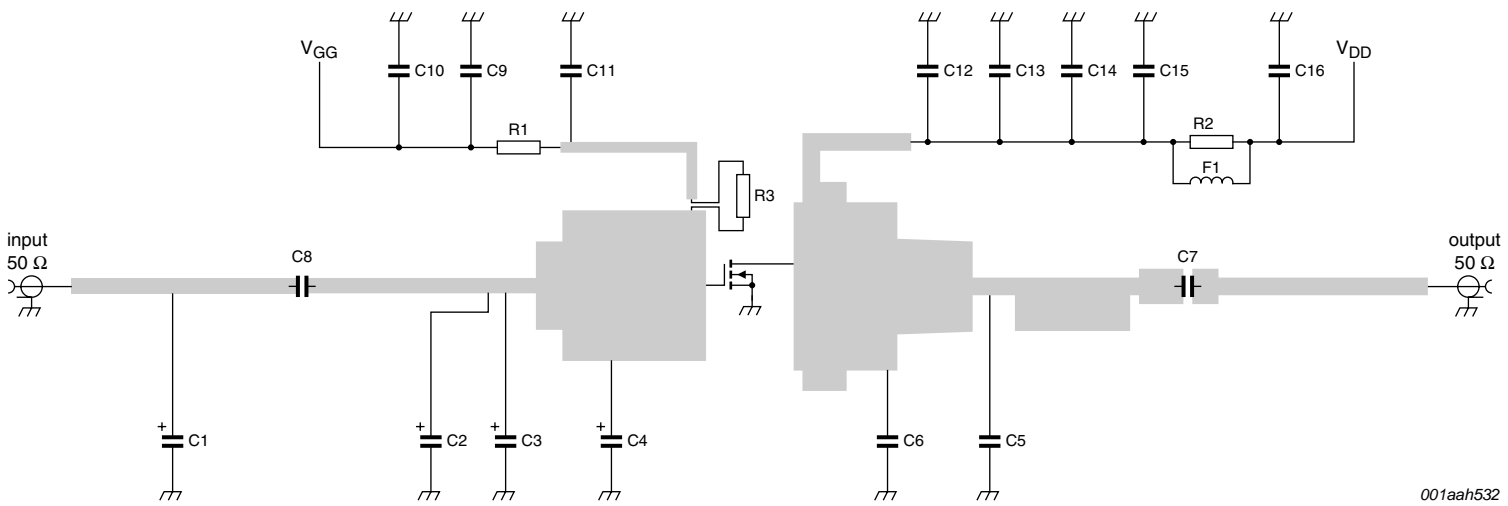 VGG
C10
C9
C11
R1
R3
C12
C13
C14
C15
C16
VDD
R2
F1
input
50 Ω
C8
C7
output
50 Ω
+ C1
+ C2
+ C3
+ C4
C6
C5
001aah532